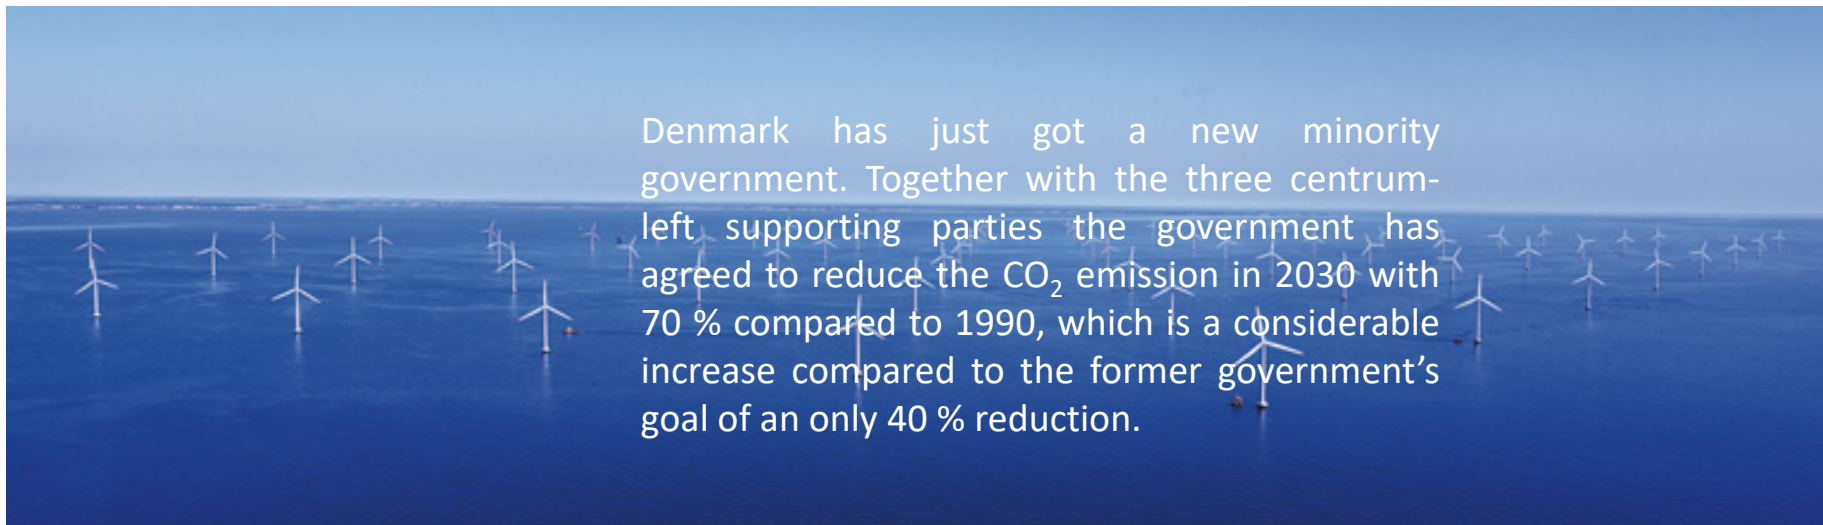 Denmark has just got a new minority
government. Together with the three centrum-
left supporting parties the government has
agreed to reduce the CO₂ emission in 2030 with
70 % compared to 1990, which is a considerable
increase compared to the former government’s
goal of an only 40 % reduction.